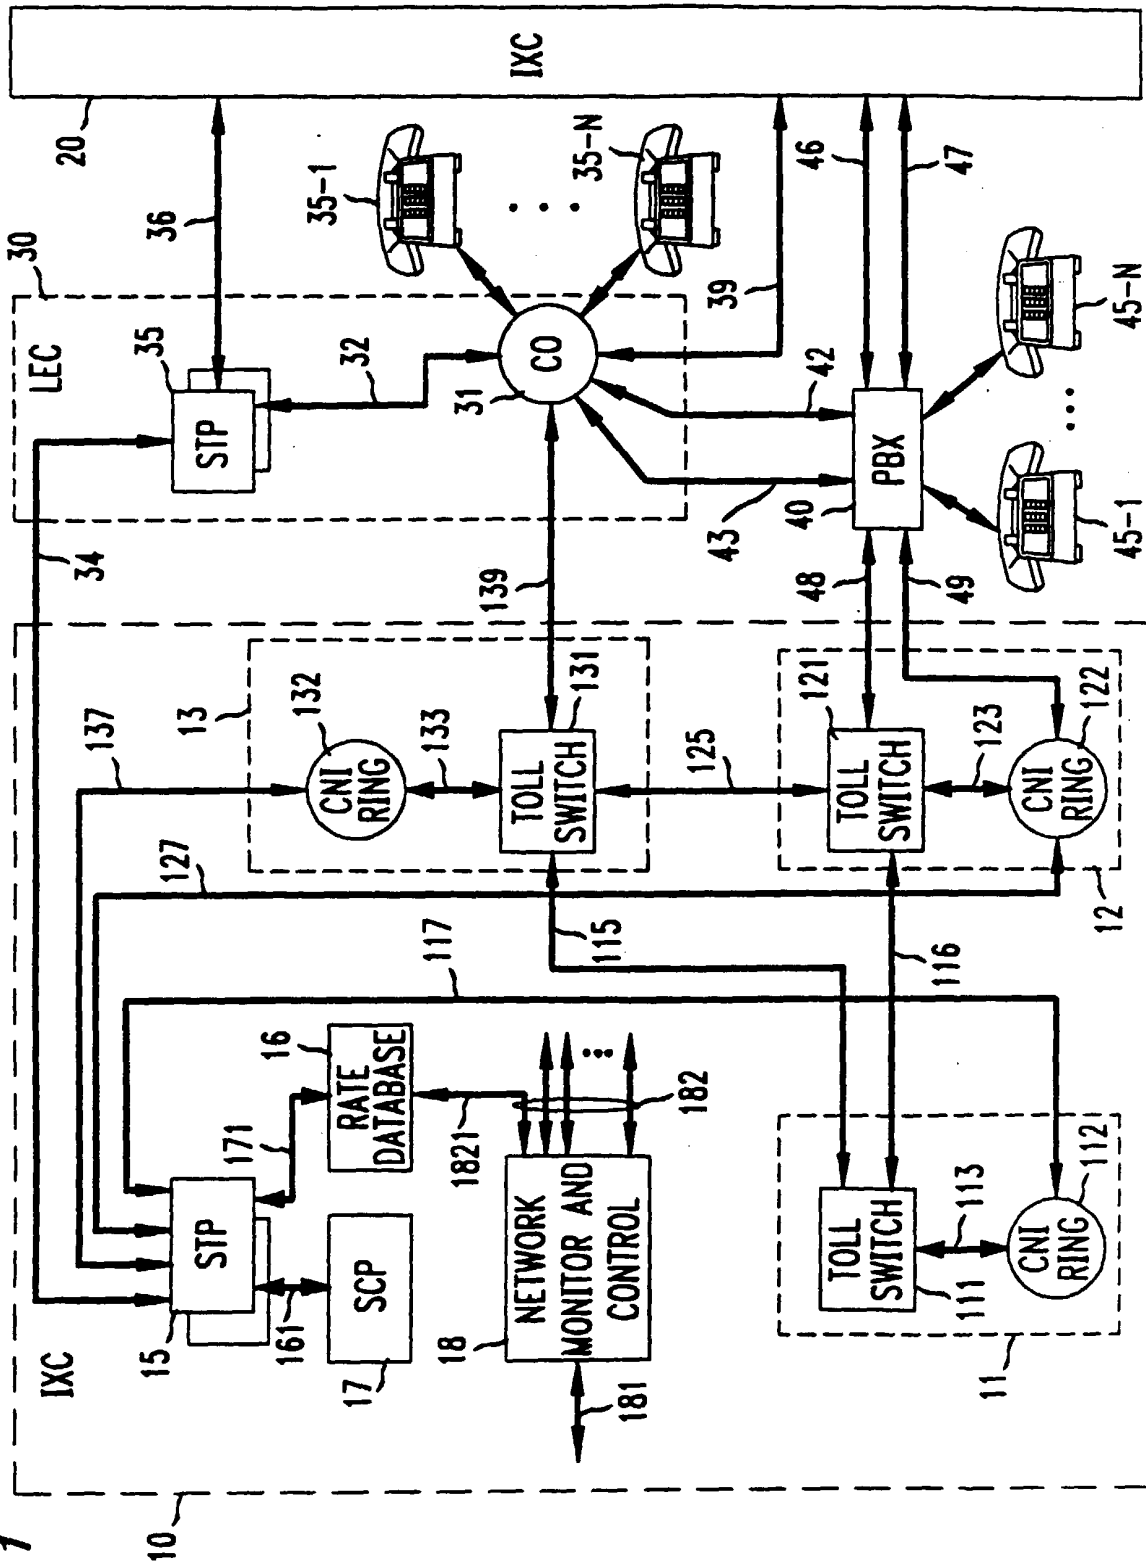 1
10
IXC
15
STP
161
SCP
17
171
16
RATE
DATABASE
1821
182
NETWORK
MONITOR AND
CONTROL
18
181
117
127
137
34
13
132
CNI
RING
133
TOLL
SWITCH
131
139
115
125
116
TOLL
SWITCH
111
113
CNI
RING
112
11
TOLL
SWITCH
121
123
CNI
RING
122
12
LEC
30
35
STP
32
36
CO
31
35-1
35-N
39
43
42
48
49
PBX
40
46
47
45-1
45-N
20
IXC